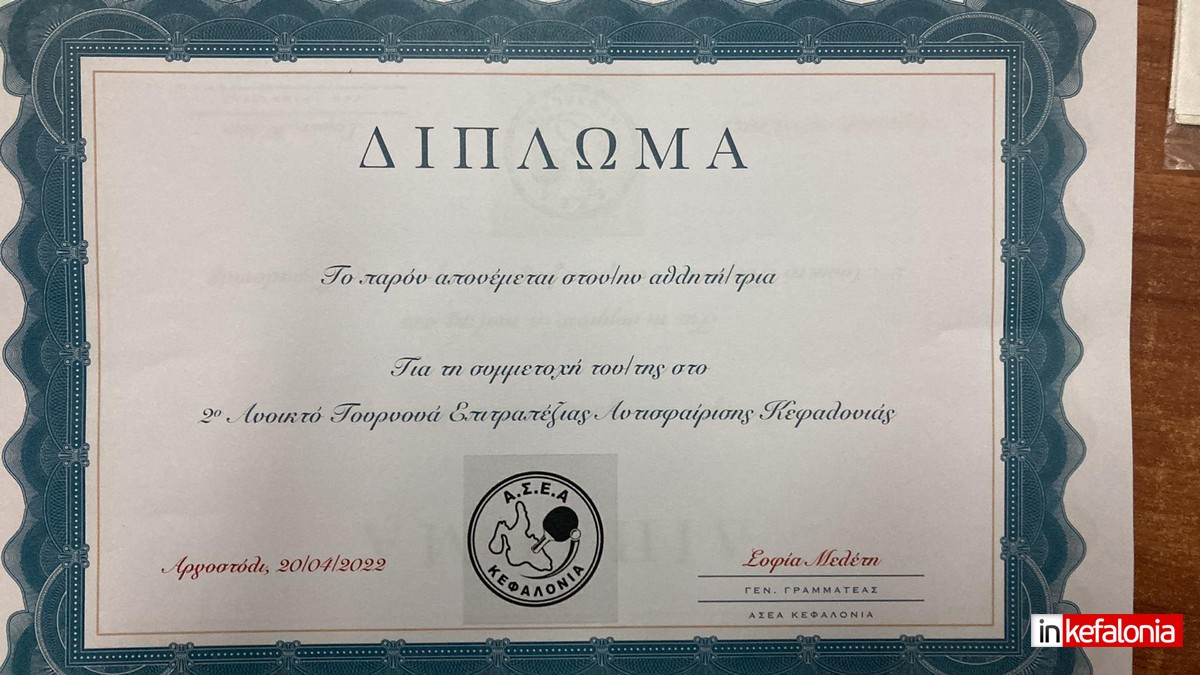 ΔΙΠΛΩΜΑ
Το παρόν απονέμεται στον/ην αθλητή/τρια
Για τη συμμετοχή του/της στο
2ο Ανοικτό Τουρνουά Επιτραπέζιας Αντισφαίρισης Κεφαλονιάς
Α.Σ.Ε.Α
ΚΕΦΑΛΟΝΙΑ
Αργοστόλι, 20/04/2022
Σοφία Μελέτη
ΓΕΝ. ΓΡΑΜΜΑΤΕΑΣ
ΑΣΕΑ ΚΕΦΑΛΟΝΙΑ
inkefalonia